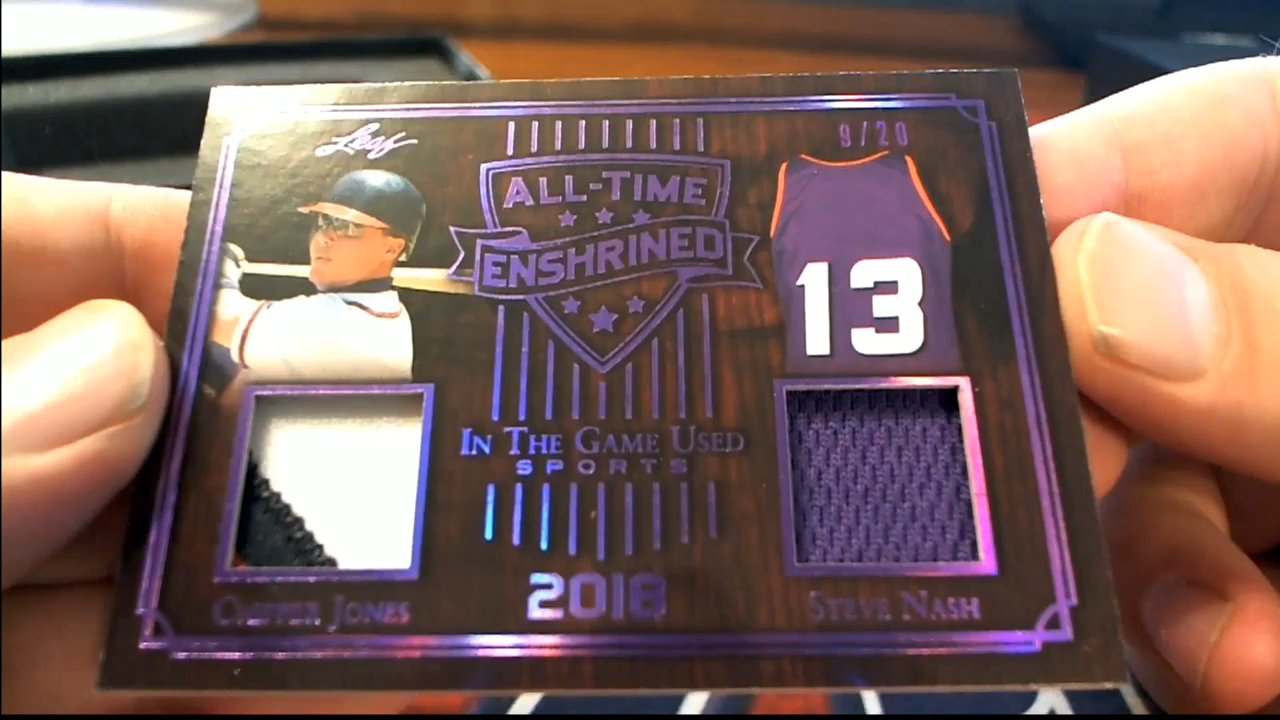 Leaf
9/20
ALL-TIME
ENSHRINED
13
IN THE GAME USED
SPORTS
2018
CHIPPER JONES
STEVE NASH